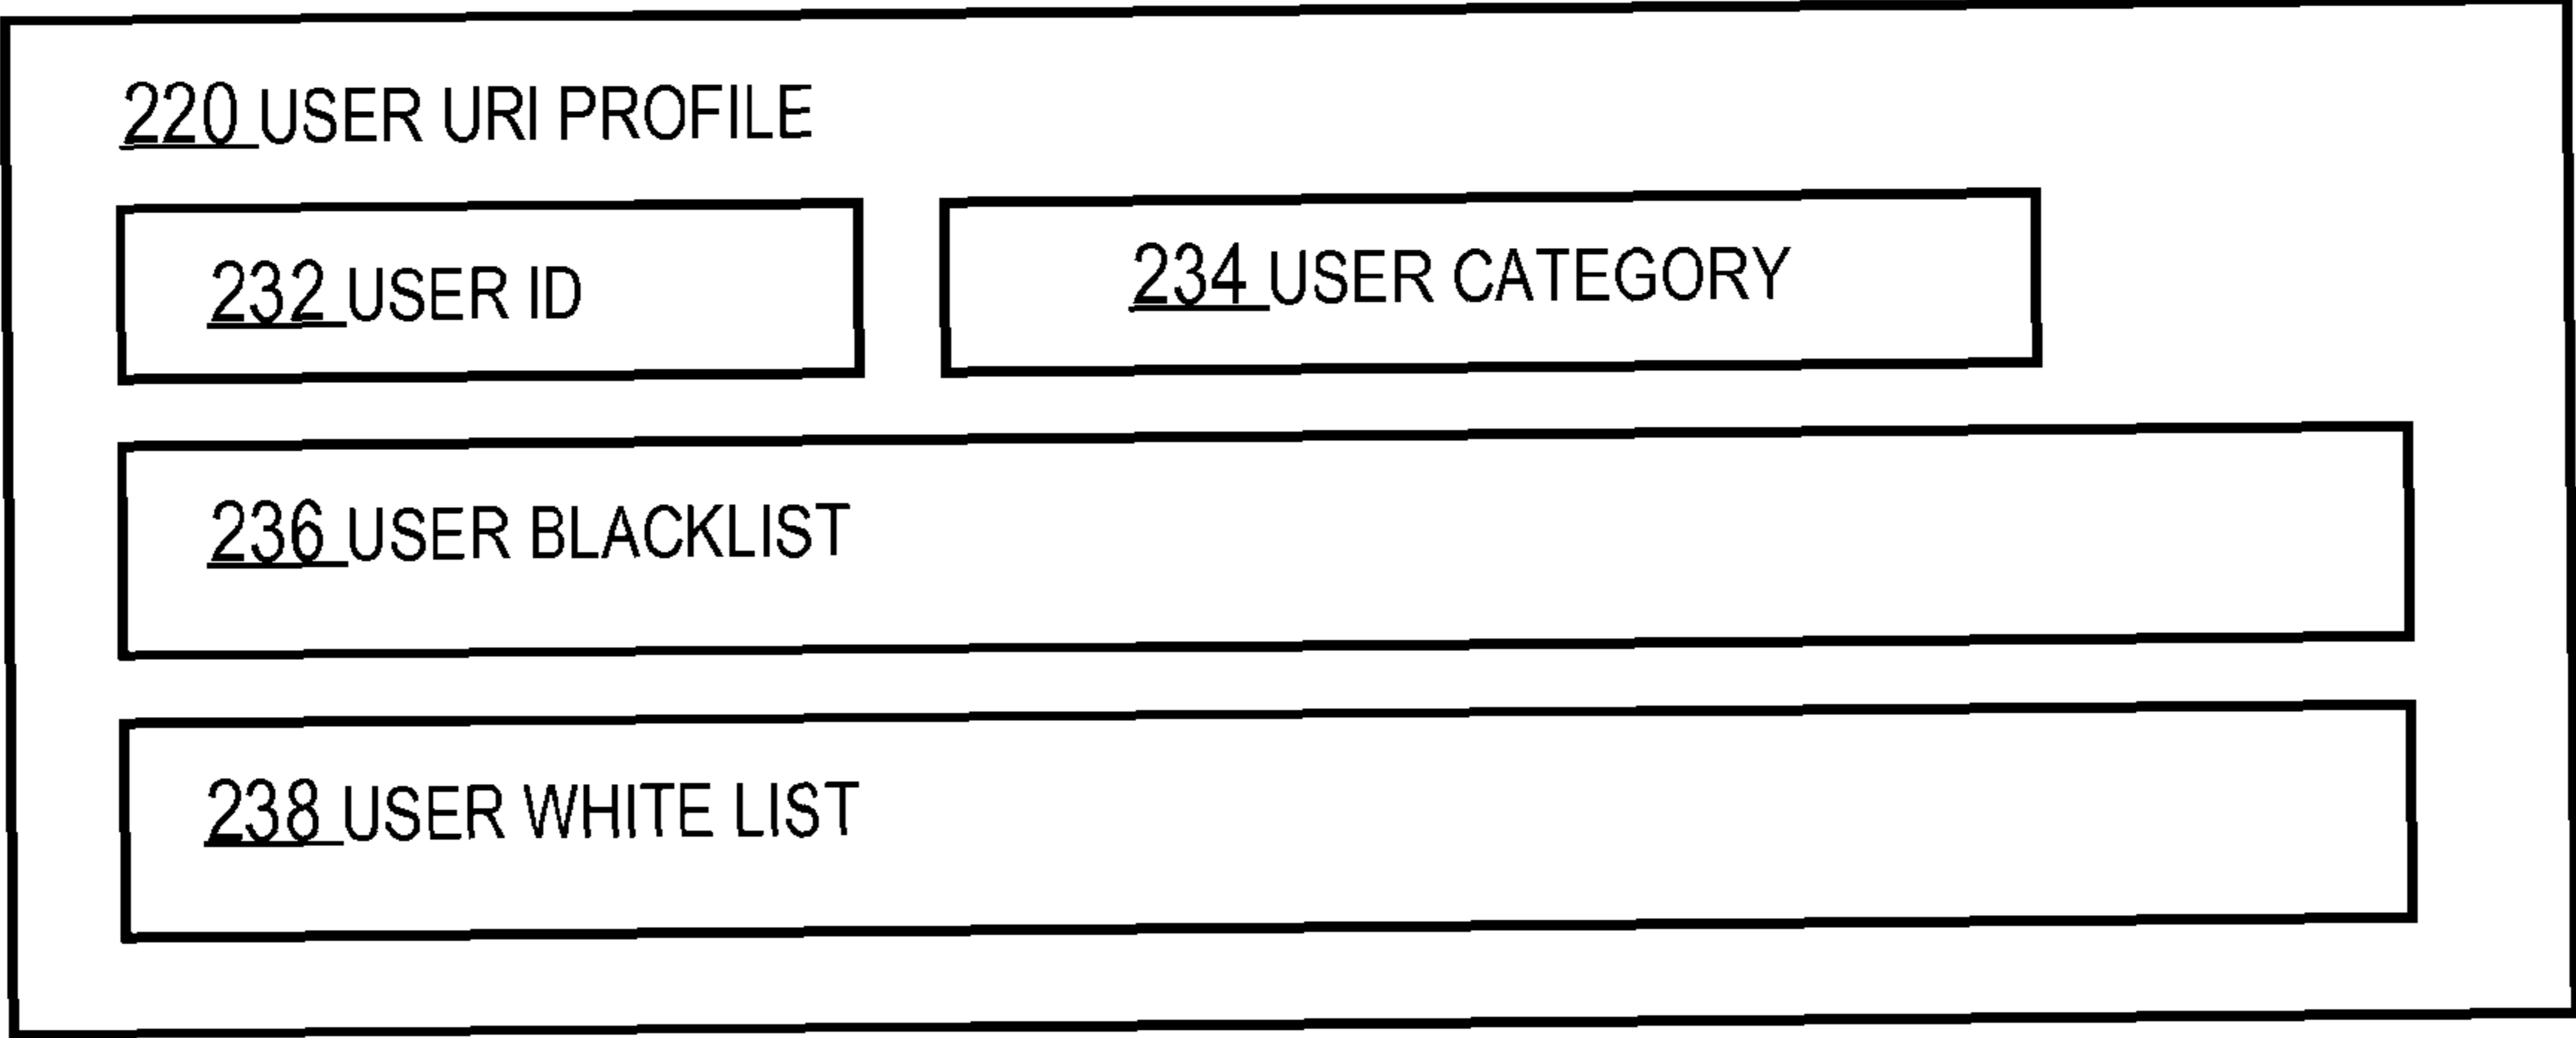 220 USER URI PROFILE
232 USER ID
234 USER CATEGORY
236 USER BLACKLIST
238 USER WHITE LIST